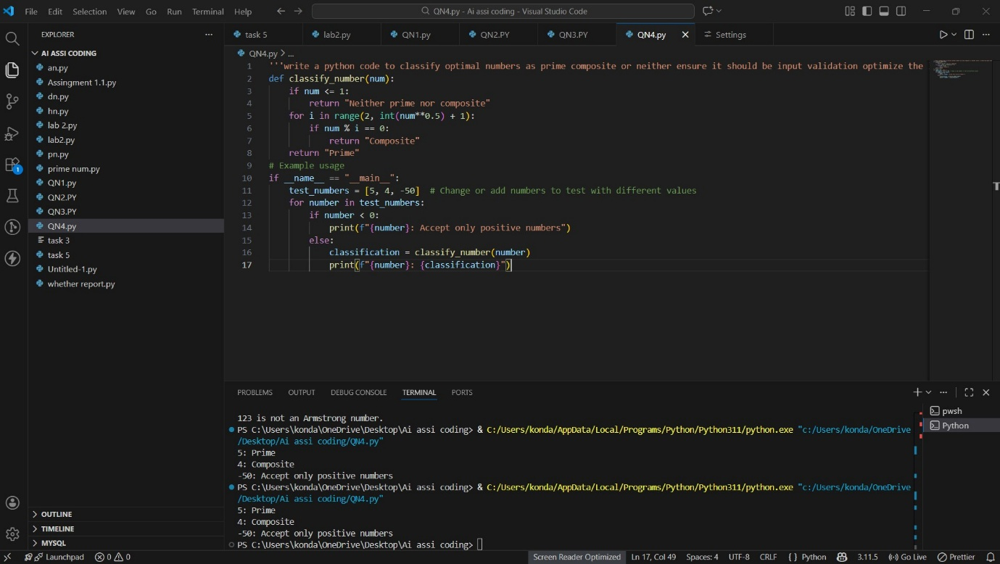 File Edit Selection View Go Run Terminal Help
QN4.py - Ai assi coding - Visual Studio Code
EXPLORER
AI ASSI CODING
an.py
Assingment 1.1.py
dn.py
hn.py
lab 2.py
lab2.py
pn.py
prime num.py
QN1.py
QN2.PY
QN3.PY
QN4.py
task 3
task 5
Untitled-1.py
whether report.py
OUTLINE
TIMELINE
MYSQL
1
task 5 lab2.py QN1.py QN2.PY QN3.PY QN4.py Settings
QN4.py > ...
1 '''write a python code to classify optimal numbers as prime composite or neither ensure it should be input validation optimize the
2 def classify_number(num):
3     if num <= 1:
4         return "Neither prime nor composite"
5     for i in range(2, int(num**0.5) + 1):
6         if num % i == 0:
7             return "Composite"
8     return "Prime"
9 # Example usage
10 if __name__ == "__main__":
11     test_numbers = [5, 4, -50]  # Change or add numbers to test with different values
12     for number in test_numbers:
13         if number < 0:
14             print(f"{number}: Accept only positive numbers")
15         else:
16             classification = classify_number(number)
17             print(f"{number}: {classification}")
PROBLEMS OUTPUT DEBUG CONSOLE TERMINAL PORTS
123 is not an Armstrong number.
PS C:\Users\konda\OneDrive\Desktop\Ai assi coding> & C:/Users/konda/AppData/Local/Programs/Python/Python311/python.exe "c:/Users/konda/OneDrive
/Desktop/Ai assi coding/QN4.py"
5: Prime
4: Composite
-50: Accept only positive numbers
PS C:\Users\konda\OneDrive\Desktop\Ai assi coding> & C:/Users/konda/AppData/Local/Programs/Python/Python311/python.exe "c:/Users/konda/OneDrive
/Desktop/Ai assi coding/QN4.py"
5: Prime
4: Composite
-50: Accept only positive numbers
PS C:\Users\konda\OneDrive\Desktop\Ai assi coding>
pwsh
Python
Launchpad 0 0 Screen Reader Optimized Ln 17, Col 49 Spaces: 4 UTF-8 CRLF { } Python 3.11.5 Go Live Prettier